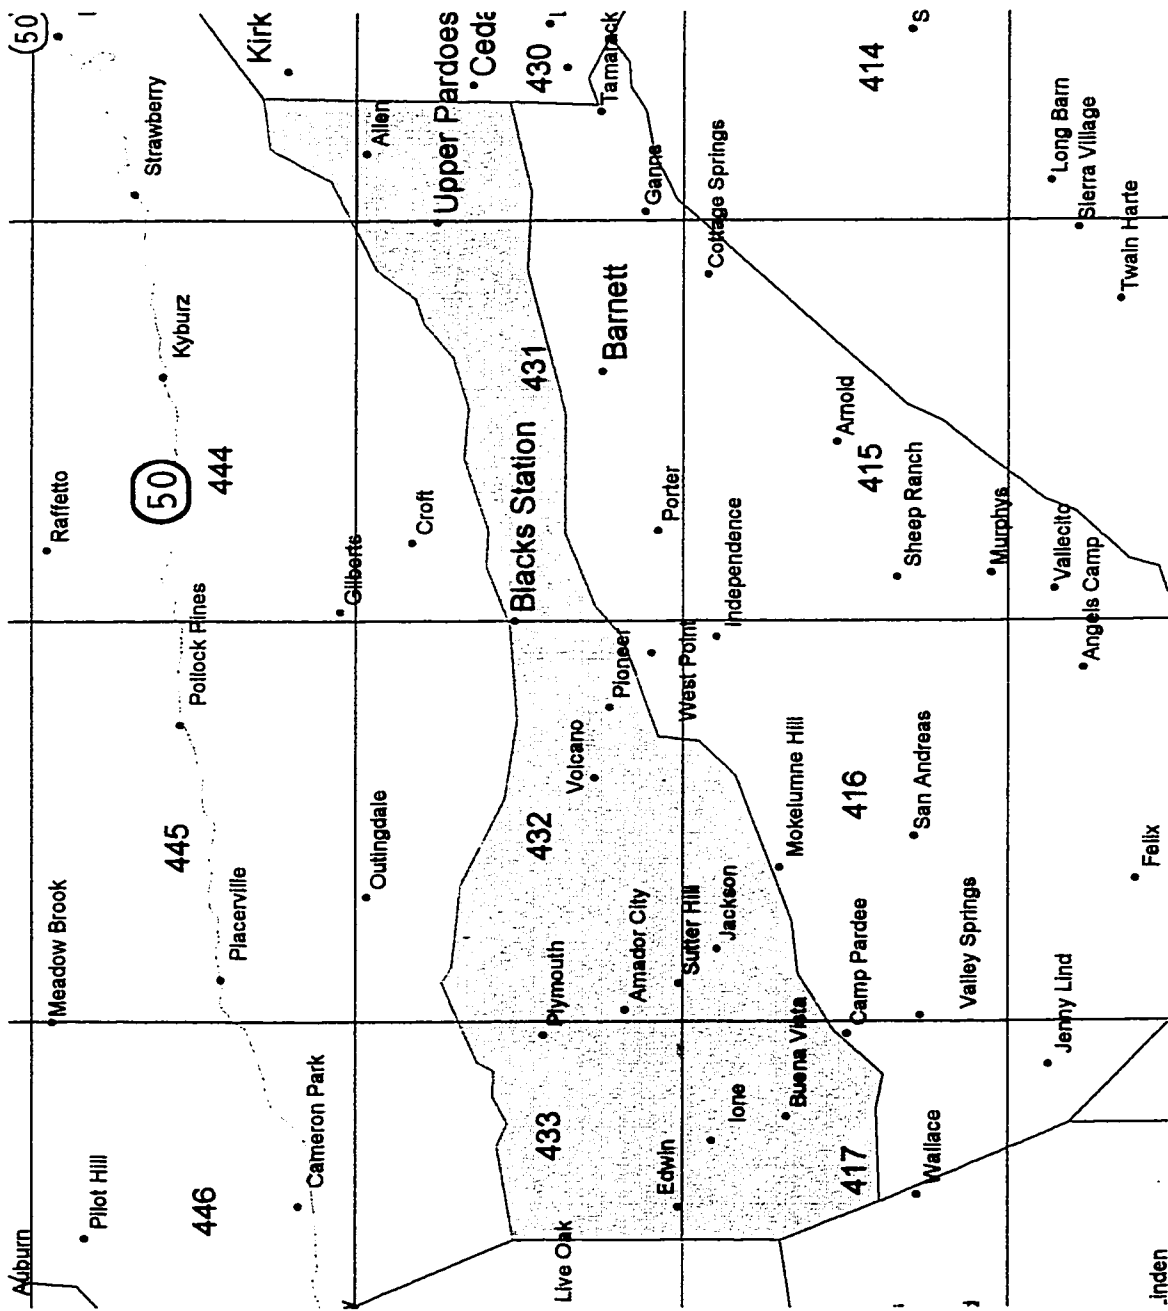 Auburn
50
Meadow Brook
Raffetto
Pilot Hill
50
Strawberry
445
Kyburz
Pollock Pines
446
444
Placerville
Kirk
Cameron Park
Gilberts
Outingdale
Allen
Croft
Upper Pardoes
Ceda
Blacks Station
433
432
431
430
Plymouth
Live Oak
Volcano
Tamarack
Barnett
Pioneer
Amador City
Ganns
Edwin
Porter
Sutter Hill
West Point
Cottage Springs
Jackson
Independence
Ione
Mokelumne Hill
Buena Vista
Arnold
417
416
Camp Pardee
415
414
Sheep Ranch
San Andreas
S
Wallace
Valley Springs
Murphys
Jenny Lind
Vallecito
Long Barn
Sierra Village
Angels Camp
Twain Harte
Felix
inden